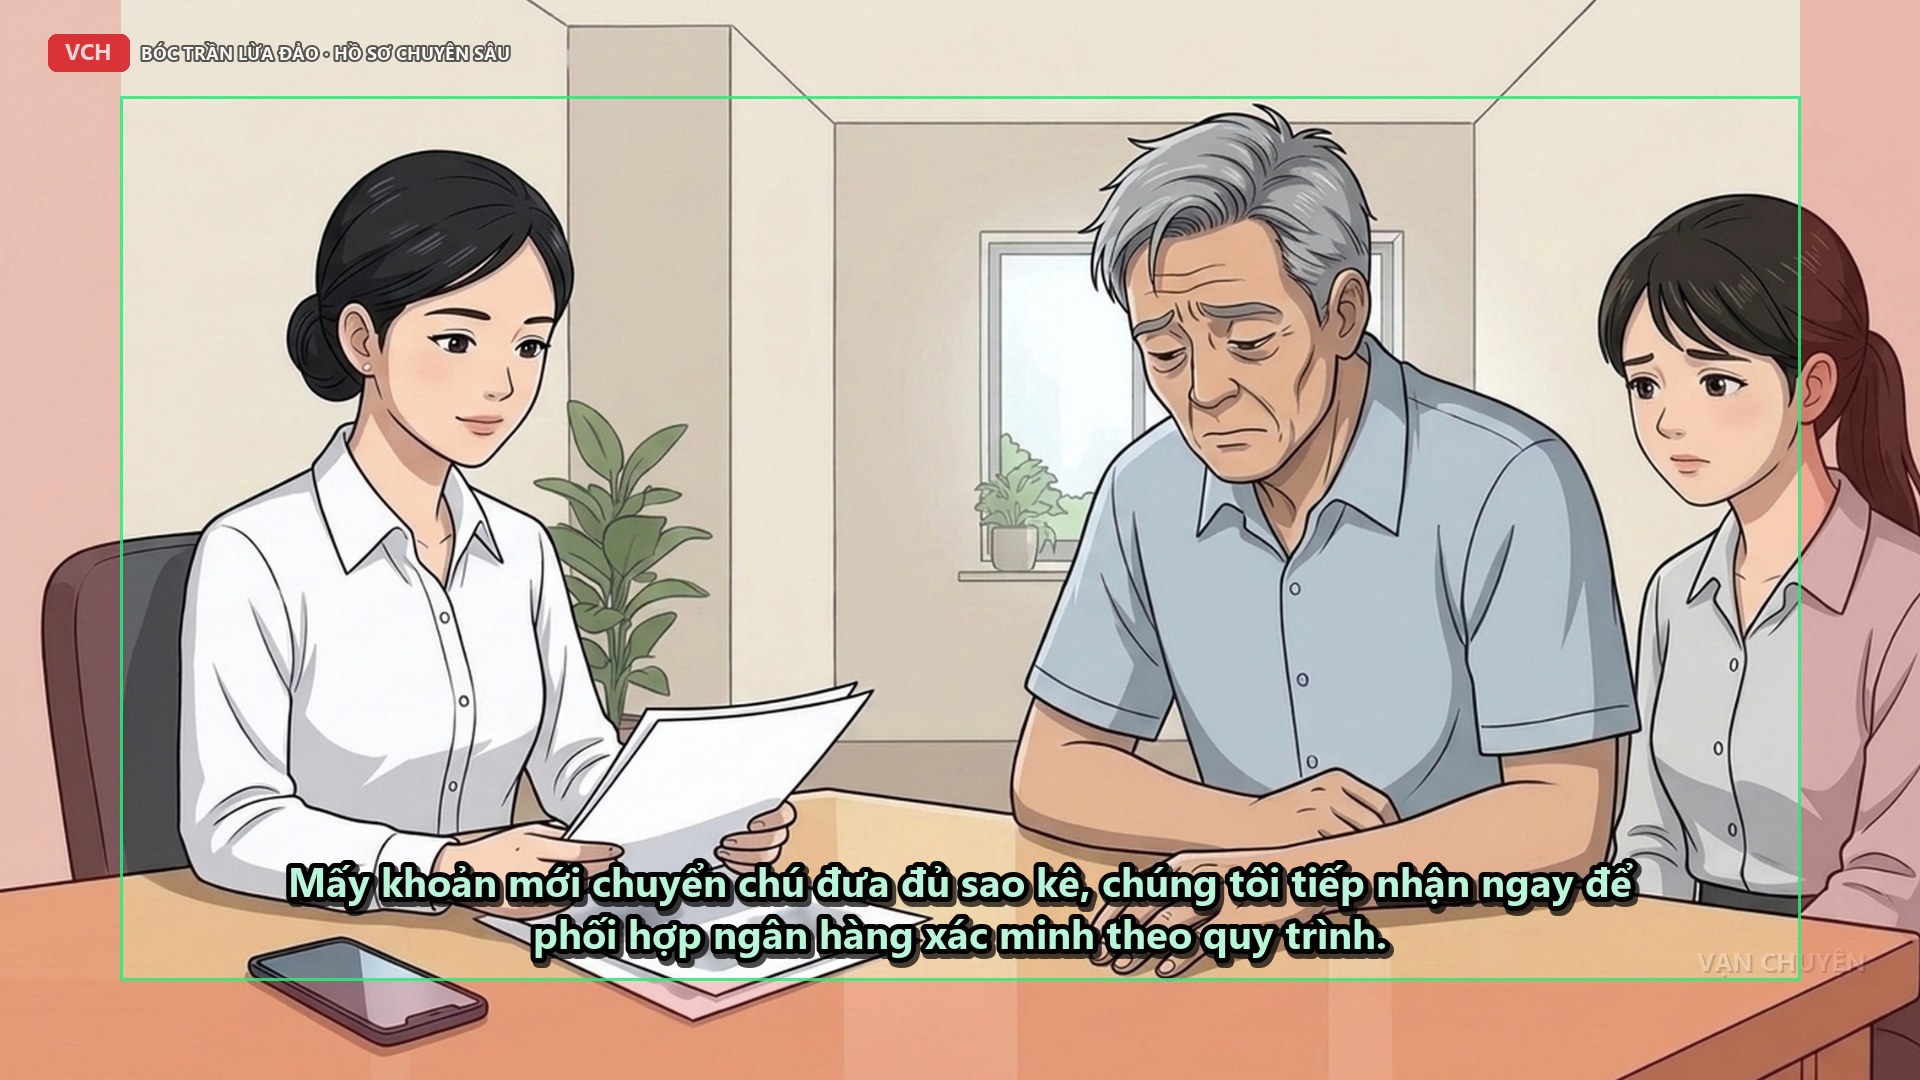 VCH BÓC TRẦN LỪA ĐẢO · HỒ SƠ CHUYÊN SÂU
Mấy khoản mới chuyển chú đưa đủ sao kê, chúng tôi tiếp nhận ngay để
phối hợp ngân hàng xác minh theo quy trình.
VẠN CHUYỆN